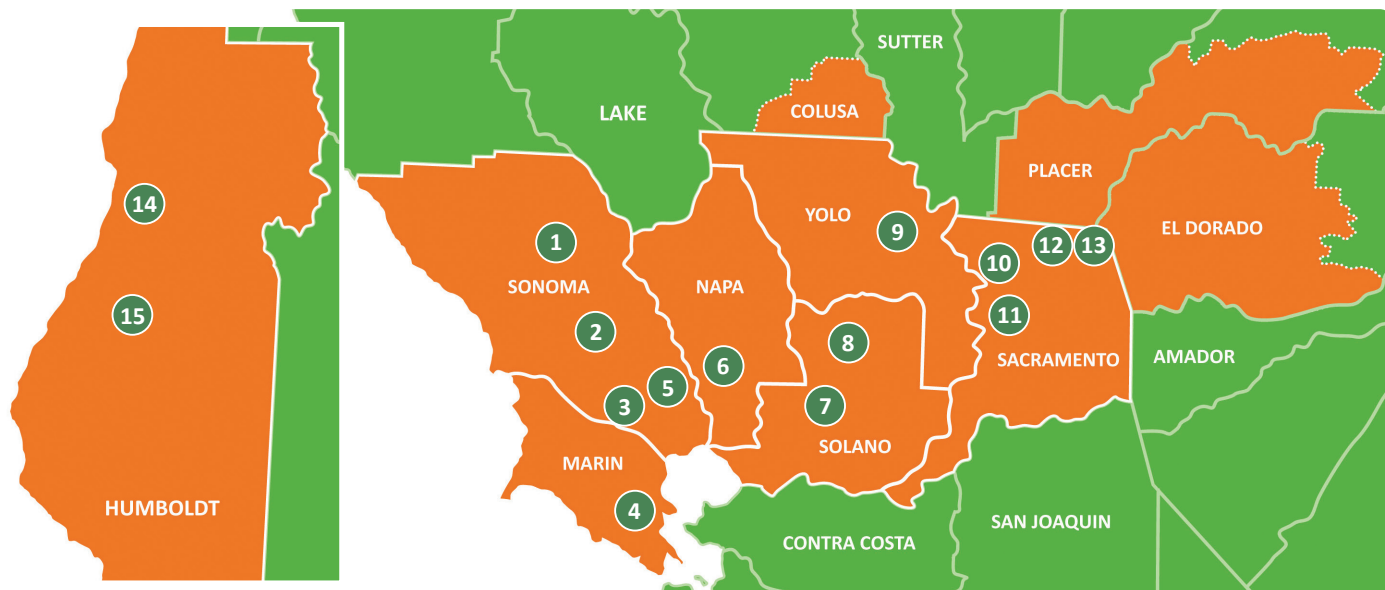 14
15
HUMBOLDT
SUTTER
LAKE
COLUSA
PLACER
YOLO
9
EL DORADO
1
12
13
10
SONOMA
NAPA
11
2
8
SACRAMENTO
AMADOR
6
5
3
7
SOLANO
MARIN
4
SAN JOAQUIN
CONTRA COSTA